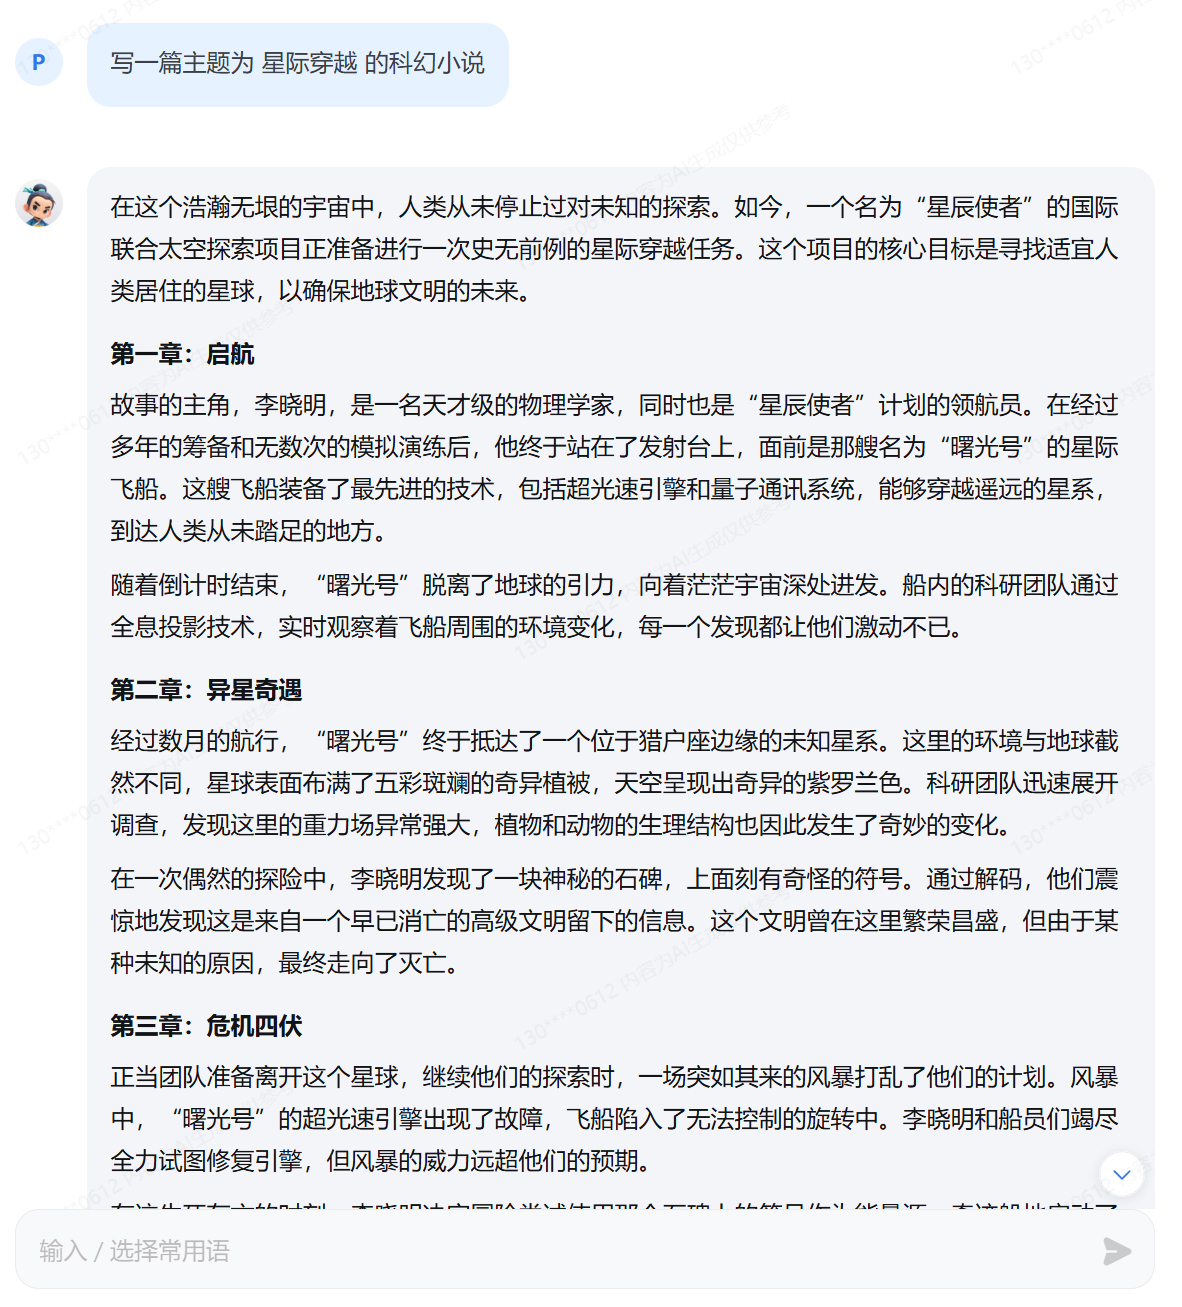 P
写一篇主题为 星际穿越 的科幻小说
在这个浩瀚无垠的宇宙中，人类从未停止过对未知的探索。如今，一个名为“星辰使者”的国际
联合太空探索项目正准备进行一次史无前例的星际穿越任务。这个项目的核心目标是寻找适宜人
类居住的星球，以确保地球文明的未来。
第一章：启航
故事的主角，李晓明，是一名天才级的物理学家，同时也是“星辰使者”计划的领航员。在经过
多年的筹备和无数次的模拟演练后，他终于站在了发射台上，面前是那艘名为“曙光号”的星际
飞船。这艘飞船装备了最先进的技术，包括超光速引擎和量子通讯系统，能够穿越遥远的星系，
到达人类从未踏足的地方。
随着倒计时结束，“曙光号”脱离了地球的引力，向着茫茫宇宙深处进发。船内的科研团队通过
全息投影技术，实时观察着飞船周围的环境变化，每一个发现都让他们激动不已。
第二章：异星奇遇
经过数月的航行，“曙光号”终于抵达了一个位于猎户座边缘的未知星系。这里的环境与地球截
然不同，星球表面布满了五彩斑斓的奇异植被，天空呈现出奇异的紫罗兰色。科研团队迅速展开
调查，发现这里的重力场异常强大，植物和动物的生理结构也因此发生了奇妙的变化。
在一次偶然的探险中，李晓明发现了一块神秘的石碑，上面刻有奇怪的符号。通过解码，他们震
惊地发现这是来自一个早已消亡的高级文明留下的信息。这个文明曾在这里繁荣昌盛，但由于某
种未知的原因，最终走向了灭亡。
第三章：危机四伏
正当团队准备离开这个星球，继续他们的探索时，一场突如其来的风暴打乱了他们的计划。风暴
中，“曙光号”的超光速引擎出现了故障，飞船陷入了无法控制的旋转中。李晓明和船员们竭尽
全力试图修复引擎，但风暴的威力远超他们的预期。
输入 / 选择常用语
130****0612 内容为AI生成仅供参考